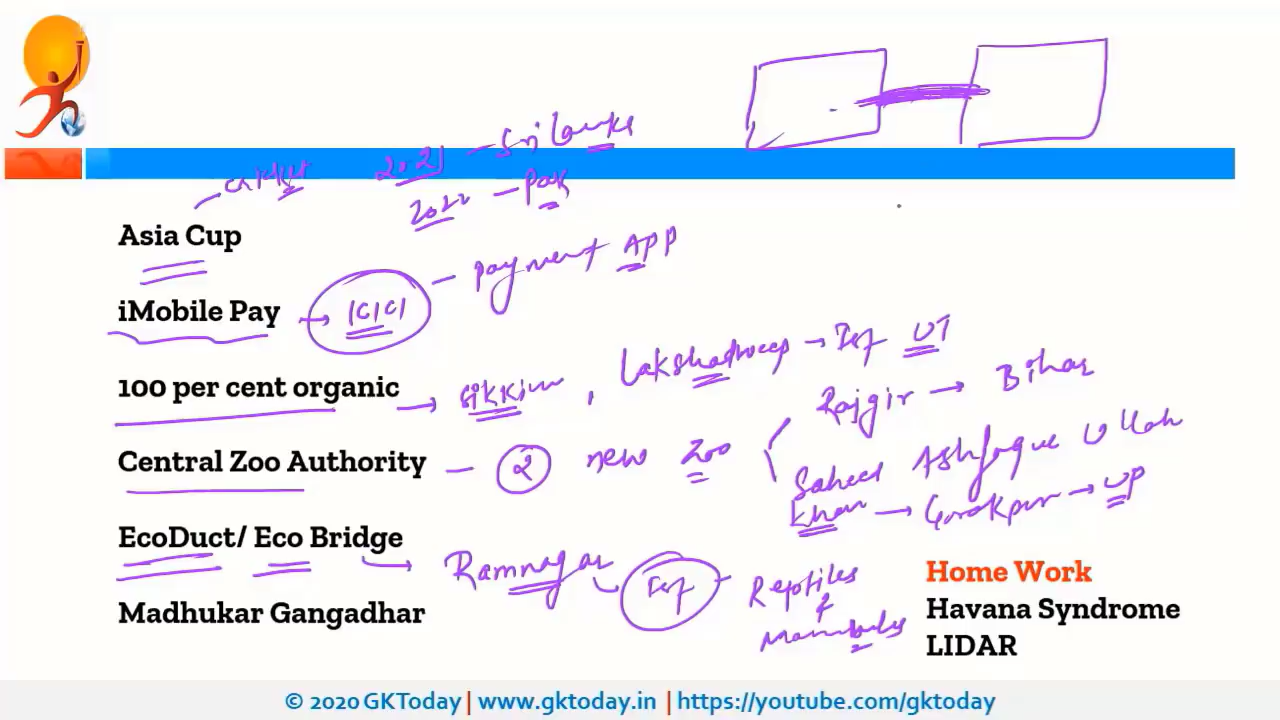 cricket 2021 - Sri Lanka
2022 - Pak
Asia Cup
iMobile Pay → ICICI - payment APP
100 per cent organic → Sikkim , Lakshadweep → Ist UT
Central Zoo Authority - 2 new Zoo
Rajgir → Bihar
Saheed Ashfaque Ullah
Khan → Gorakpur → UP
EcoDuct/ Eco Bridge → Ramnagar Ist - Reptiles
&
Mammals
Madhukar Gangadhar
Home Work
Havana Syndrome
LIDAR
© 2020 GKToday | www.gktoday.in | https://youtube.com/gktoday